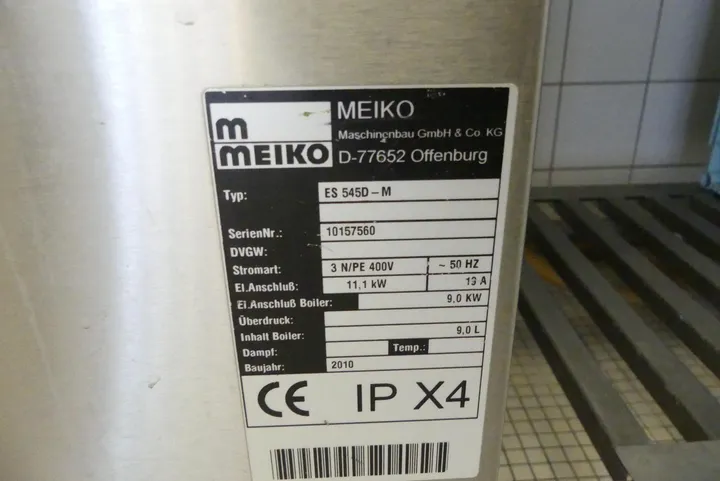 m
MEIKO
MEIKO
Maschinenbau GmbH & Co. KG
D-77652 Offenburg
Typ: ES 545D – M
SerienNr.: 10157560
DVGW:
Stromart: 3 N/PE 400V ~ 50 HZ
El.Anschluß: 11,1 kW 19 A
El.Anschluß Boiler: 9.0 KW
Überdruck:
Inhalt Boiler: 9,0 L
Dampf: Temp.:
Baujahr: 2010
CE IP X4